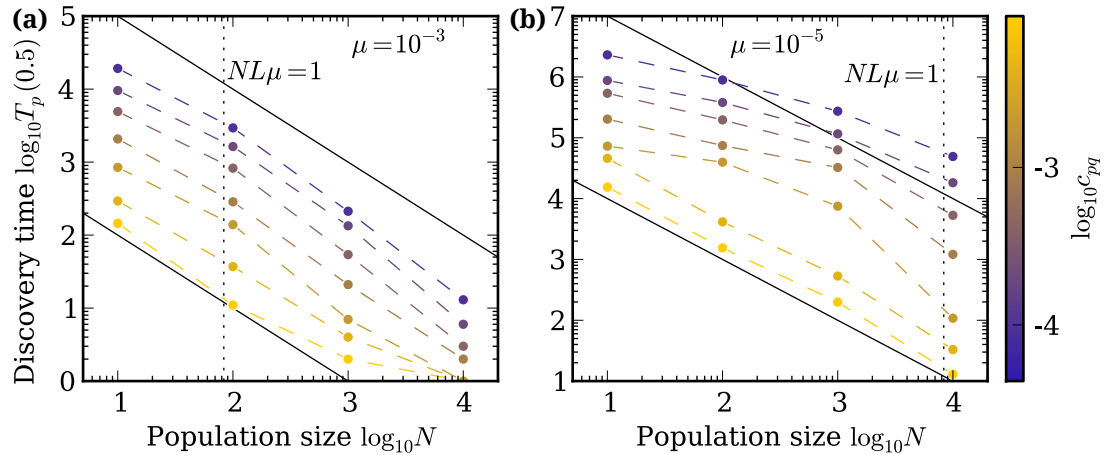 (a)
μ = 10⁻³
NLμ = 1
Discovery time log₁₀Tₚ(0.5)
5
4
3
2
1
0
1 2 3 4
Population size log₁₀N
(b)
μ = 10⁻⁵
NLμ = 1
7
6
5
4
3
2
1
1 2 3 4
Population size log₁₀N
-3
-4
log₁₀c_pq